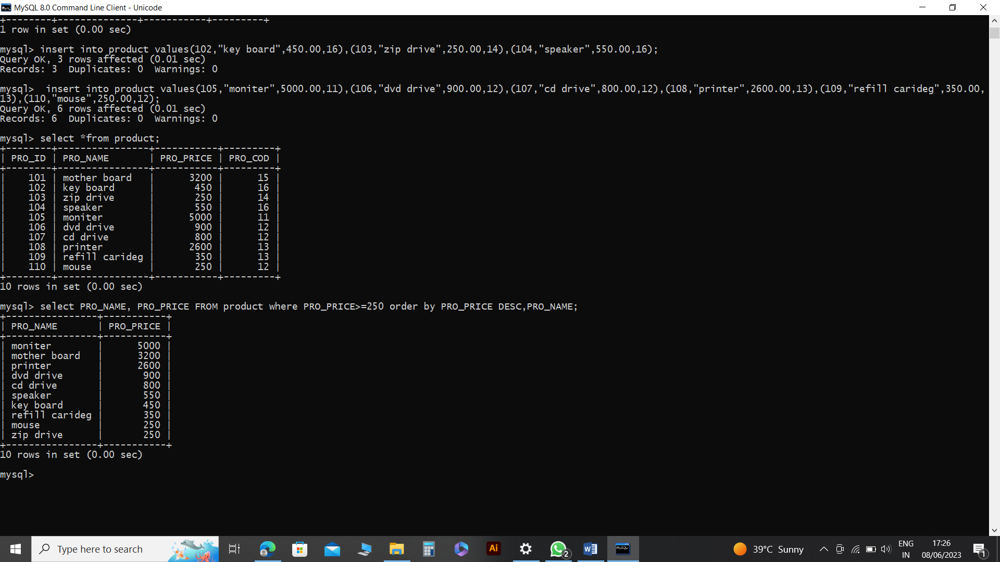 MySQL 8.0 Command Line Client - Unicode
+--------+--------------+-----------+---------+
1 row in set (0.00 sec)
mysql> insert into product values(102,"key board",450.00,16),(103,"zip drive",250.00,14),(104,"speaker",550.00,16);
Query OK, 3 rows affected (0.01 sec)
Records: 3  Duplicates: 0  Warnings: 0
mysql>  insert into product values(105,"moniter",5000.00,11),(106,"dvd drive",900.00,12),(107,"cd drive",800.00,12),(108,"printer",2600.00,13),(109,"refill carideg",350.00,
13),(110,"mouse",250.00,12);
Query OK, 6 rows affected (0.01 sec)
Records: 6  Duplicates: 0  Warnings: 0
mysql> select *from product;
+--------+----------------+-----------+---------+
| PRO_ID | PRO_NAME       | PRO_PRICE | PRO_COD |
+--------+----------------+-----------+---------+
|    101 | mother board   |      3200 |      15 |
|    102 | key board      |       450 |      16 |
|    103 | zip drive      |       250 |      14 |
|    104 | speaker        |       550 |      16 |
|    105 | moniter        |      5000 |      11 |
|    106 | dvd drive      |       900 |      12 |
|    107 | cd drive       |       800 |      12 |
|    108 | printer        |      2600 |      13 |
|    109 | refill carideg |       350 |      13 |
|    110 | mouse          |       250 |      12 |
+--------+----------------+-----------+---------+
10 rows in set (0.00 sec)
mysql> select PRO_NAME, PRO_PRICE FROM product where PRO_PRICE>=250 order by PRO_PRICE DESC,PRO_NAME;
+----------------+-----------+
| PRO_NAME       | PRO_PRICE |
+----------------+-----------+
| moniter        |      5000 |
| mother board   |      3200 |
| printer        |      2600 |
| dvd drive      |       900 |
| cd drive       |       800 |
| speaker        |       550 |
| key board      |       450 |
| refill carideg |       350 |
| mouse          |       250 |
| zip drive      |       250 |
+----------------+-----------+
10 rows in set (0.00 sec)
mysql>
Type here to search
Ai
2
W
MySQL
39°C Sunny
ENG
IN
17:26
08/06/2023
1